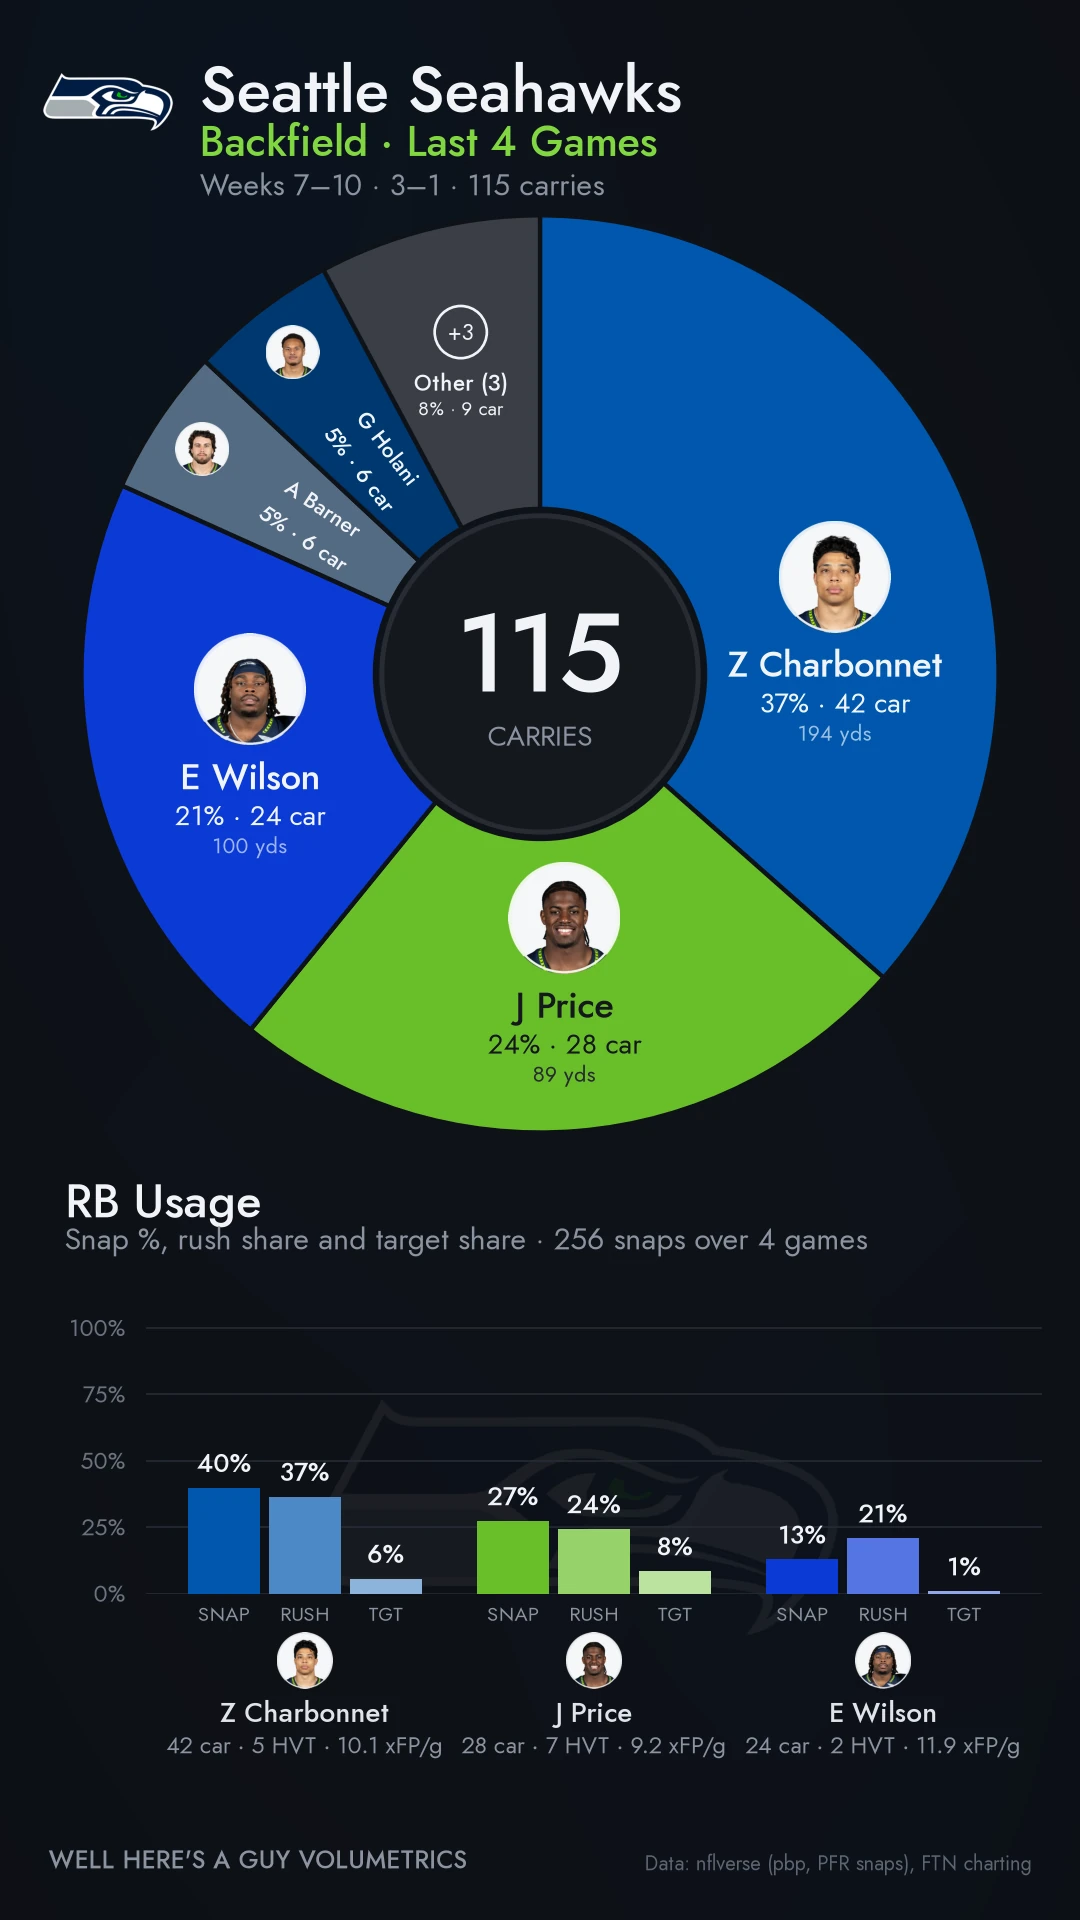 Seattle Seahawks
Backfield · Last 4 Games
Weeks 7–10 · 3–1 · 115 carries
+3
Other (3)
8% · 9 car
G Holani
5% · 6 car
A Barner
5% · 6 car
Z Charbonnet
37% · 42 car
194 yds
115
CARRIES
E Wilson
21% · 24 car
100 yds
J Price
24% · 28 car
89 yds
RB Usage
Snap %, rush share and target share · 256 snaps over 4 games
100%
75%
50%
25%
0%
40% 37% 6% 27% 24% 8% 13% 21% 1%
SNAP RUSH TGT SNAP RUSH TGT SNAP RUSH TGT
Z Charbonnet J Price E Wilson
42 car · 5 HVT · 10.1 xFP/g 28 car · 7 HVT · 9.2 xFP/g 24 car · 2 HVT · 11.9 xFP/g
WELL HERE'S A GUY VOLUMETRICS
Data: nflverse (pbp, PFR snaps), FTN charting